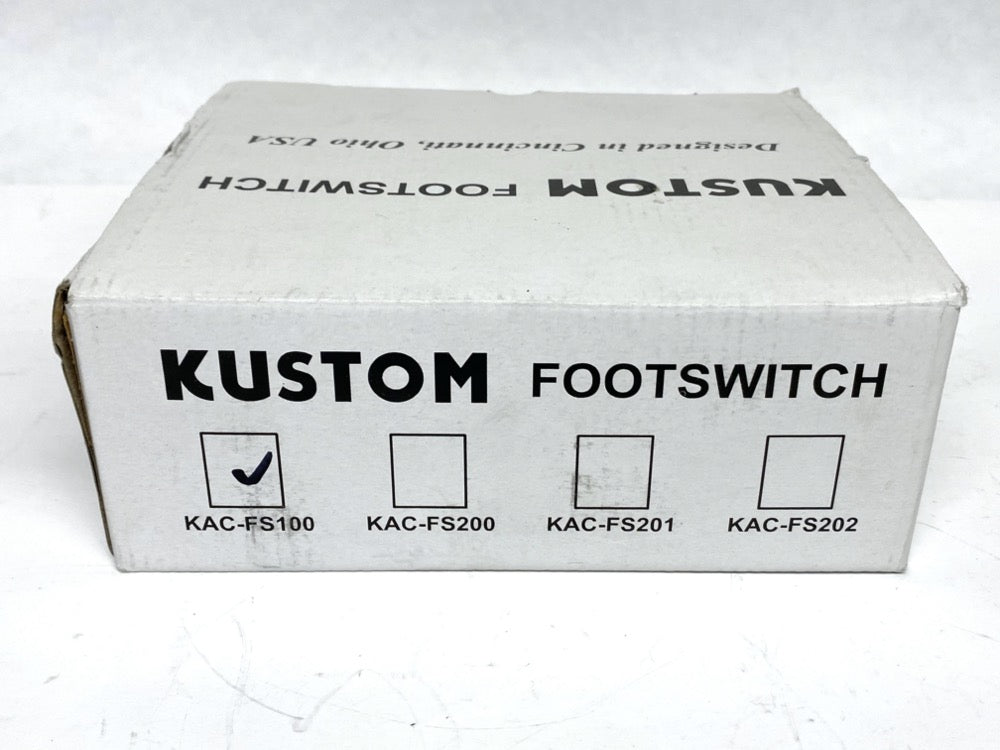 Designed in Cincinnati, Ohio USA
KUSTOM FOOTSWITCH
KUSTOM FOOTSWITCH
KAC-FS100 KAC-FS200 KAC-FS201 KAC-FS202